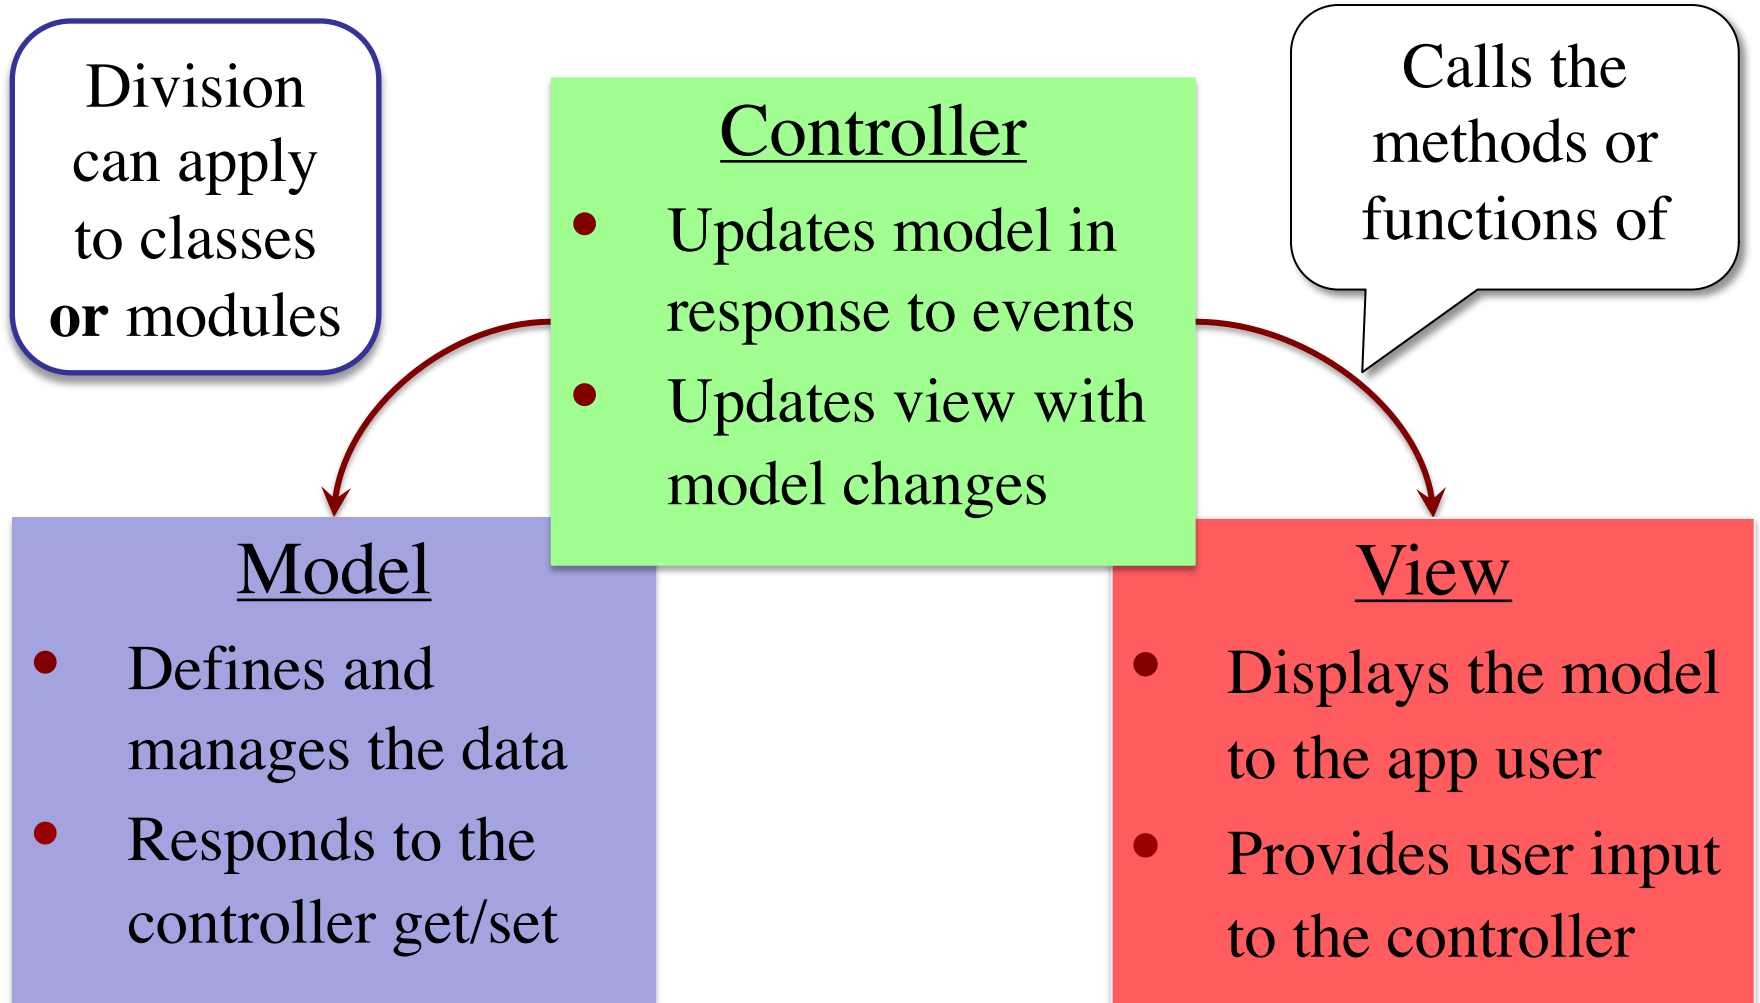 Division
can apply
to classes
or modules
Controller
• Updates model in
response to events
• Updates view with
model changes
Calls the
methods or
functions of
Model
• Defines and
manages the data
• Responds to the
controller get/set
View
• Displays the model
to the app user
• Provides user input
to the controller